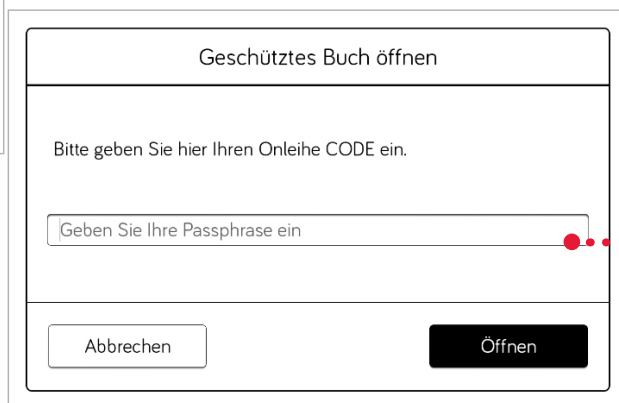 Geschütztes Buch öffnen
Bitte geben Sie hier Ihren Onleihe CODE ein.
Geben Sie Ihre Passphrase ein
Abbrechen
Öffnen